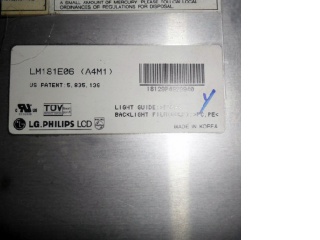 A SMALL AMOUNT OF MERCURY. PLEASE FOLLOW LOCAL
ORDINANCES OR REGULATIONS FOR DISPOSAL.
LM181E06 (A4M1)
US PATENT:5,835,139
TÜV
LIGHT GUIDE
BACKLIGHT
LG.PHILIPS LCD
MADE IN KOREA